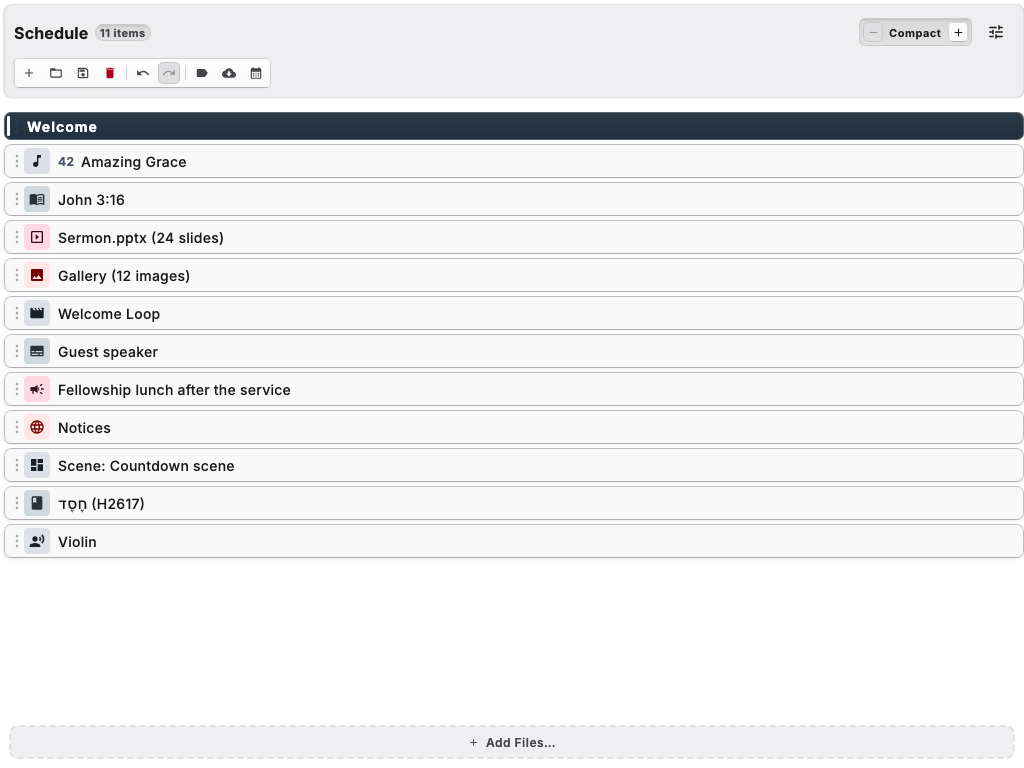 Schedule 11 items
Compact
Welcome
42 Amazing Grace
John 3:16
Sermon.pptx (24 slides)
Gallery (12 images)
Welcome Loop
Guest speaker
Fellowship lunch after the service
Notices
Scene: Countdown scene
חֶסֶד (H2617)
Violin
Add Files...